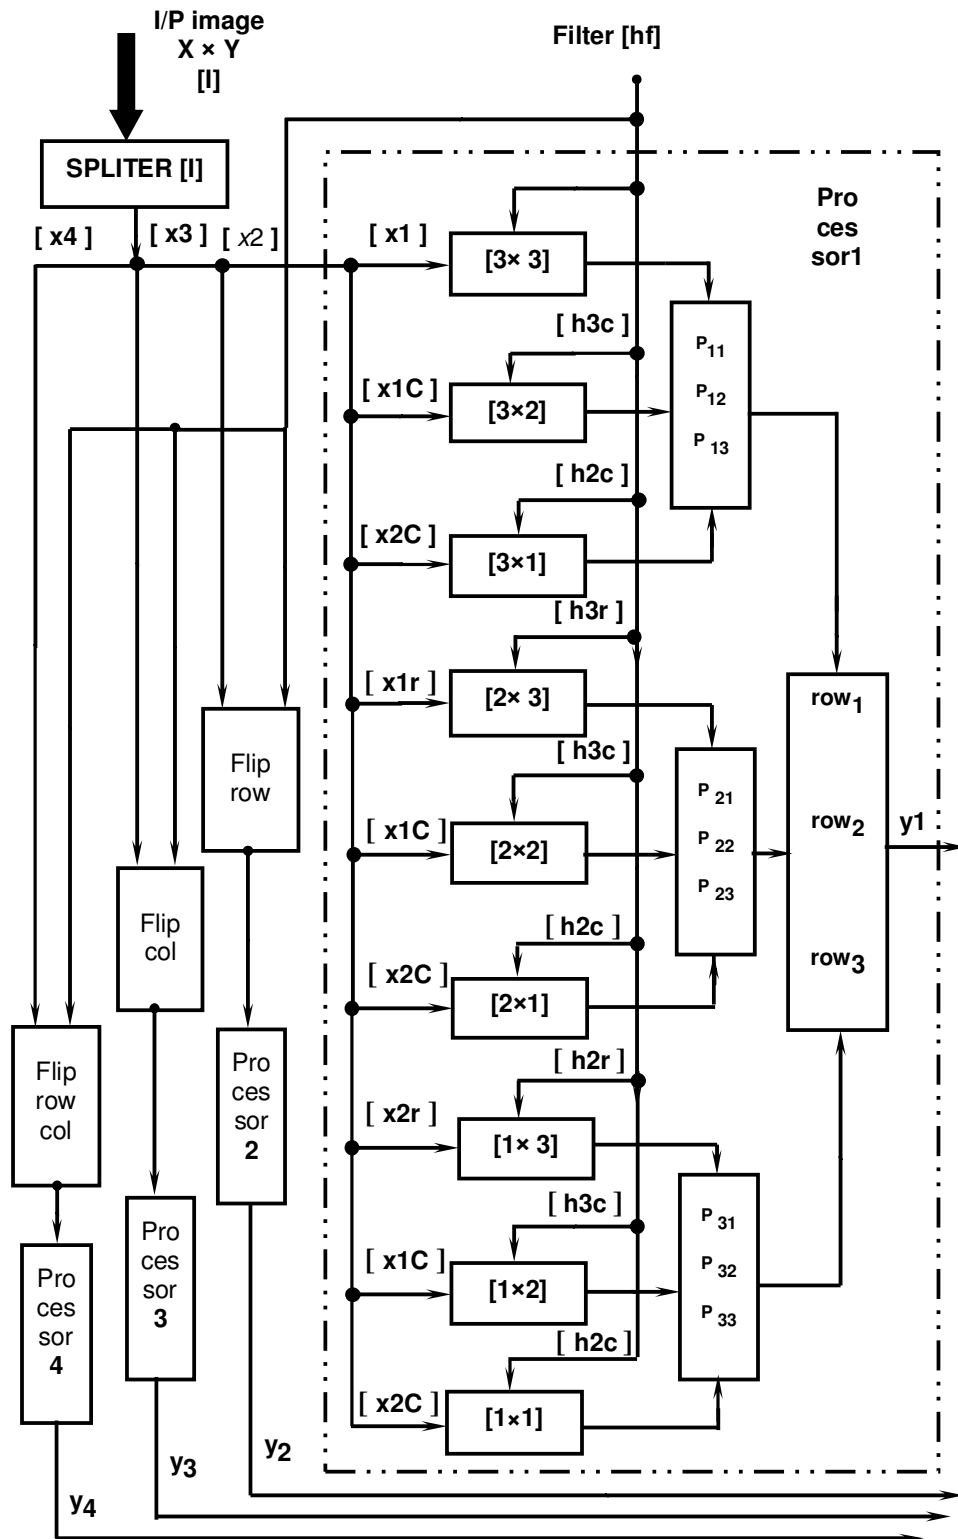 I/P image
X × Y
[I]
Filter [hf]
SPLITER [I]
[ x4 ]
[ x3 ]
[ x2 ]
[ x1 ]
[3× 3]
Pro
ces
sor1
[ h3c ]
[ x1C ]
[3×2]
P11
P12
P 13
[ h2c ]
[ x2C ]
[3×1]
[ h3r ]
[ x1r ]
[2× 3]
row1
[ h3c ]
Flip
row
[ x1C ]
[2×2]
P 21
P 22
P 23
row2
y1
Flip
col
[ h2c ]
[ x2C ]
[2×1]
row3
Flip
row
col
Pro
ces
sor
2
[ h2r ]
[ x2r ]
[1× 3]
[ h3c ]
[ x1C ]
[1×2]
P 31
P 32
P 33
Pro
ces
sor
3
Pro
ces
sor
4
[ h2c ]
[ x2C ]
[1×1]
y2
y3
y4